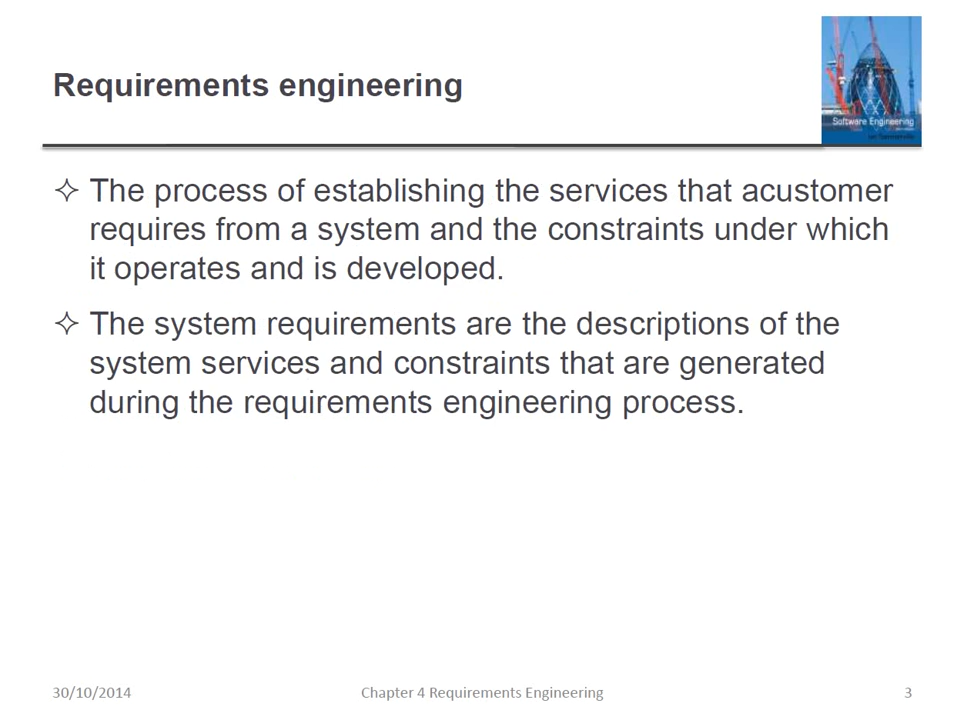 Requirements engineering
Software Engineering
✧ The process of establishing the services that acustomer
requires from a system and the constraints under which
it operates and is developed.
✧ The system requirements are the descriptions of the
system services and constraints that are generated
during the requirements engineering process.
30/10/2014
Chapter 4 Requirements Engineering
3